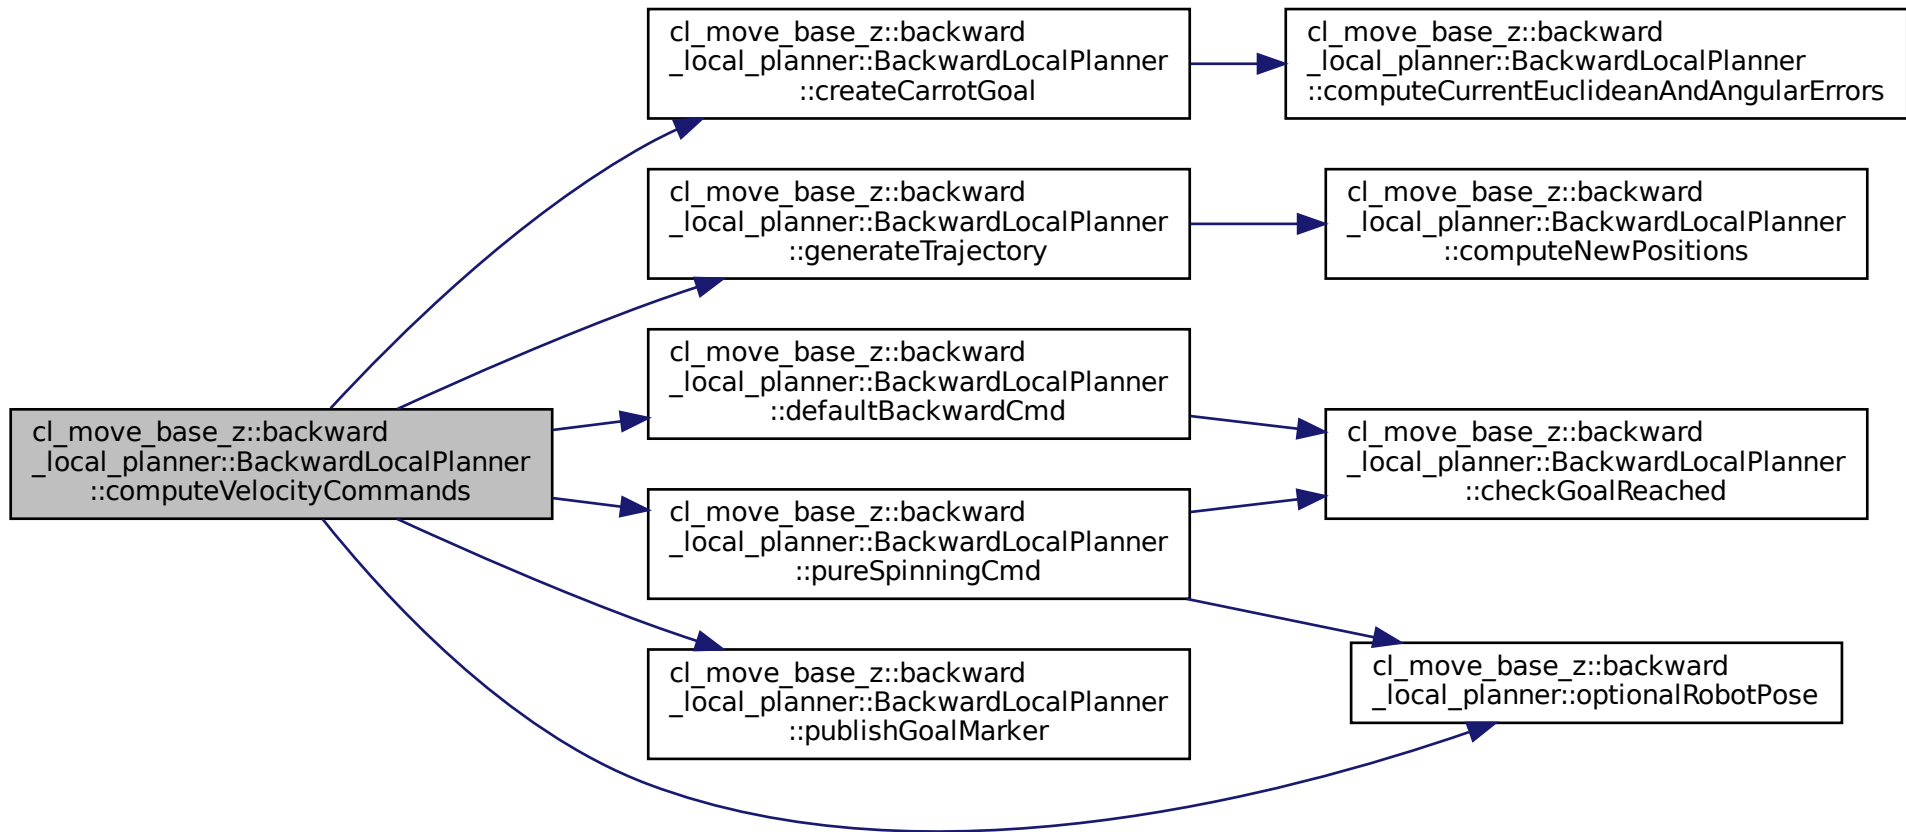 cl_move_base_z::backward
_local_planner::BackwardLocalPlanner
::computeVelocityCommands
cl_move_base_z::backward
_local_planner::BackwardLocalPlanner
::createCarrotGoal
cl_move_base_z::backward
_local_planner::BackwardLocalPlanner
::computeCurrentEuclideanAndAngularErrors
cl_move_base_z::backward
_local_planner::BackwardLocalPlanner
::generateTrajectory
cl_move_base_z::backward
_local_planner::BackwardLocalPlanner
::computeNewPositions
cl_move_base_z::backward
_local_planner::BackwardLocalPlanner
::defaultBackwardCmd
cl_move_base_z::backward
_local_planner::BackwardLocalPlanner
::checkGoalReached
cl_move_base_z::backward
_local_planner::BackwardLocalPlanner
::pureSpinningCmd
cl_move_base_z::backward
_local_planner::optionalRobotPose
cl_move_base_z::backward
_local_planner::BackwardLocalPlanner
::publishGoalMarker